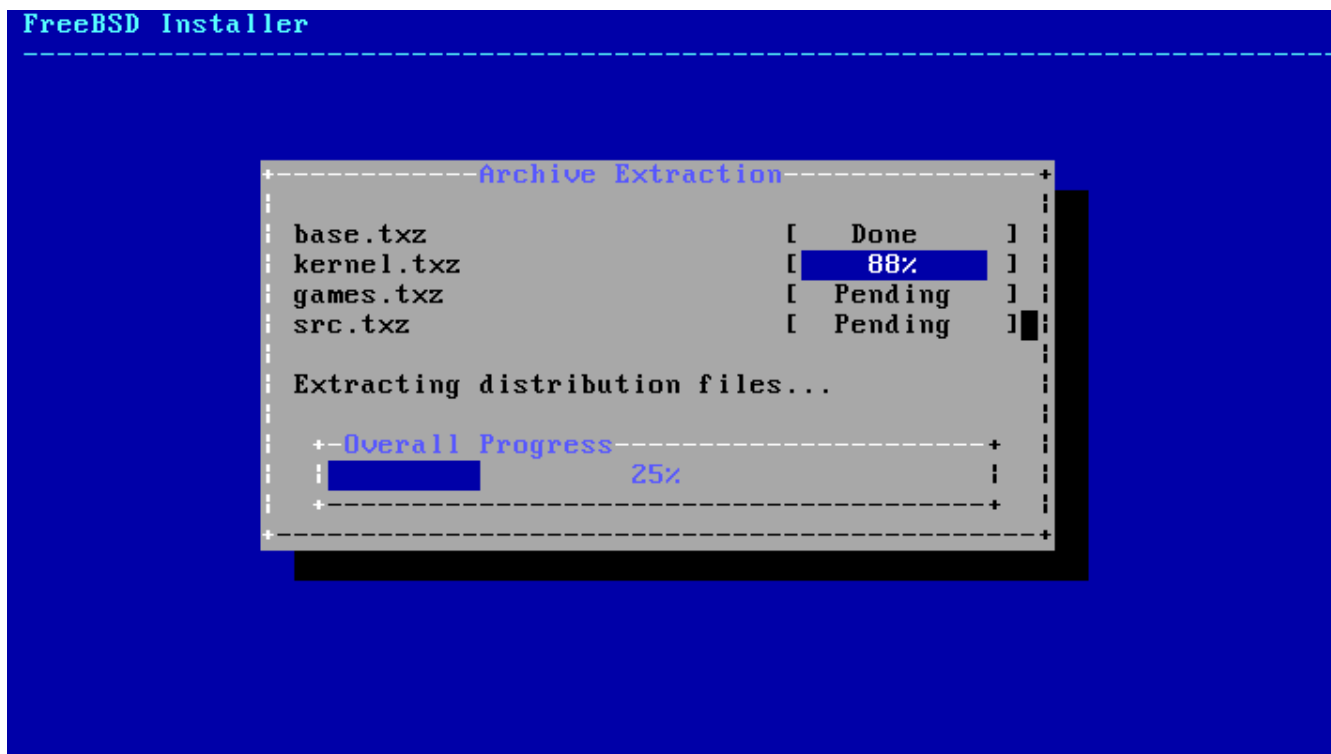 FreeBSD Installer
Archive Extraction
base.txz [ Done ]
kernel.txz [ 88% ]
games.txz [ Pending ]
src.txz [ Pending ]
Extracting distribution files...
Overall Progress
25%